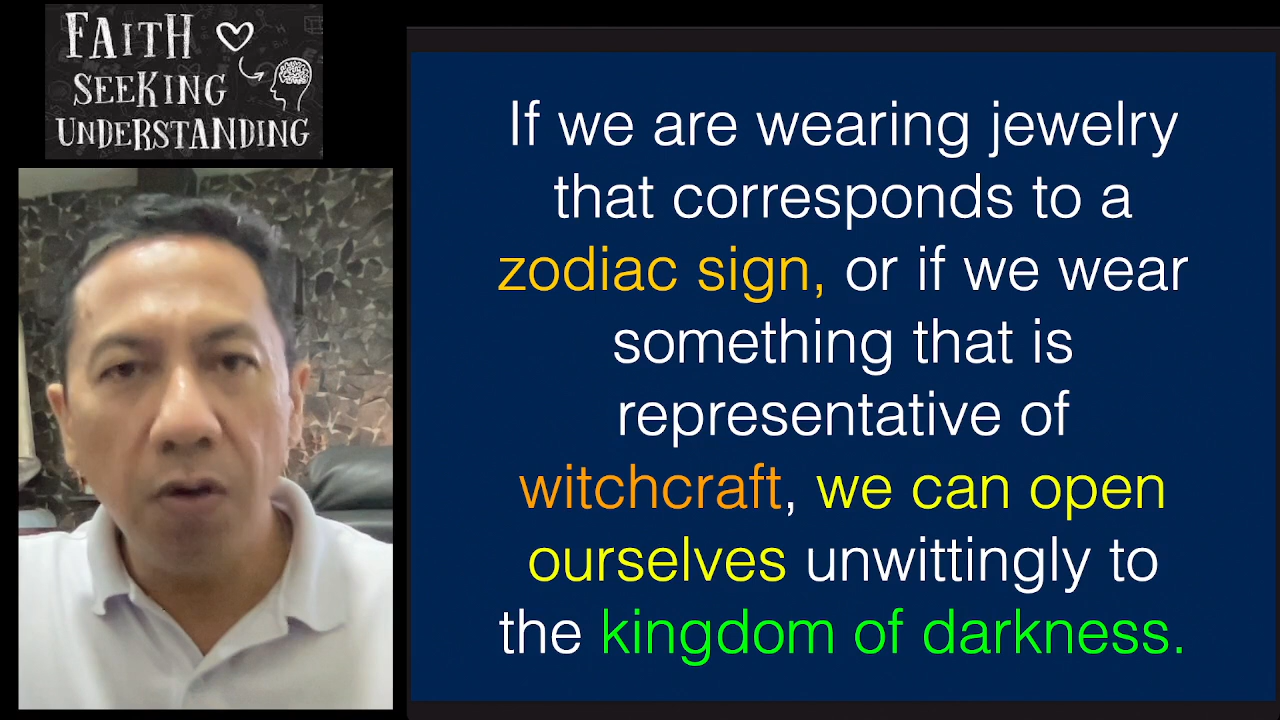 FAITH
SEEKING
UNDERSTANDING
If we are wearing jewelry
that corresponds to a
zodiac sign, or if we wear
something that is
representative of
witchcraft, we can open
ourselves unwittingly to
the kingdom of darkness.